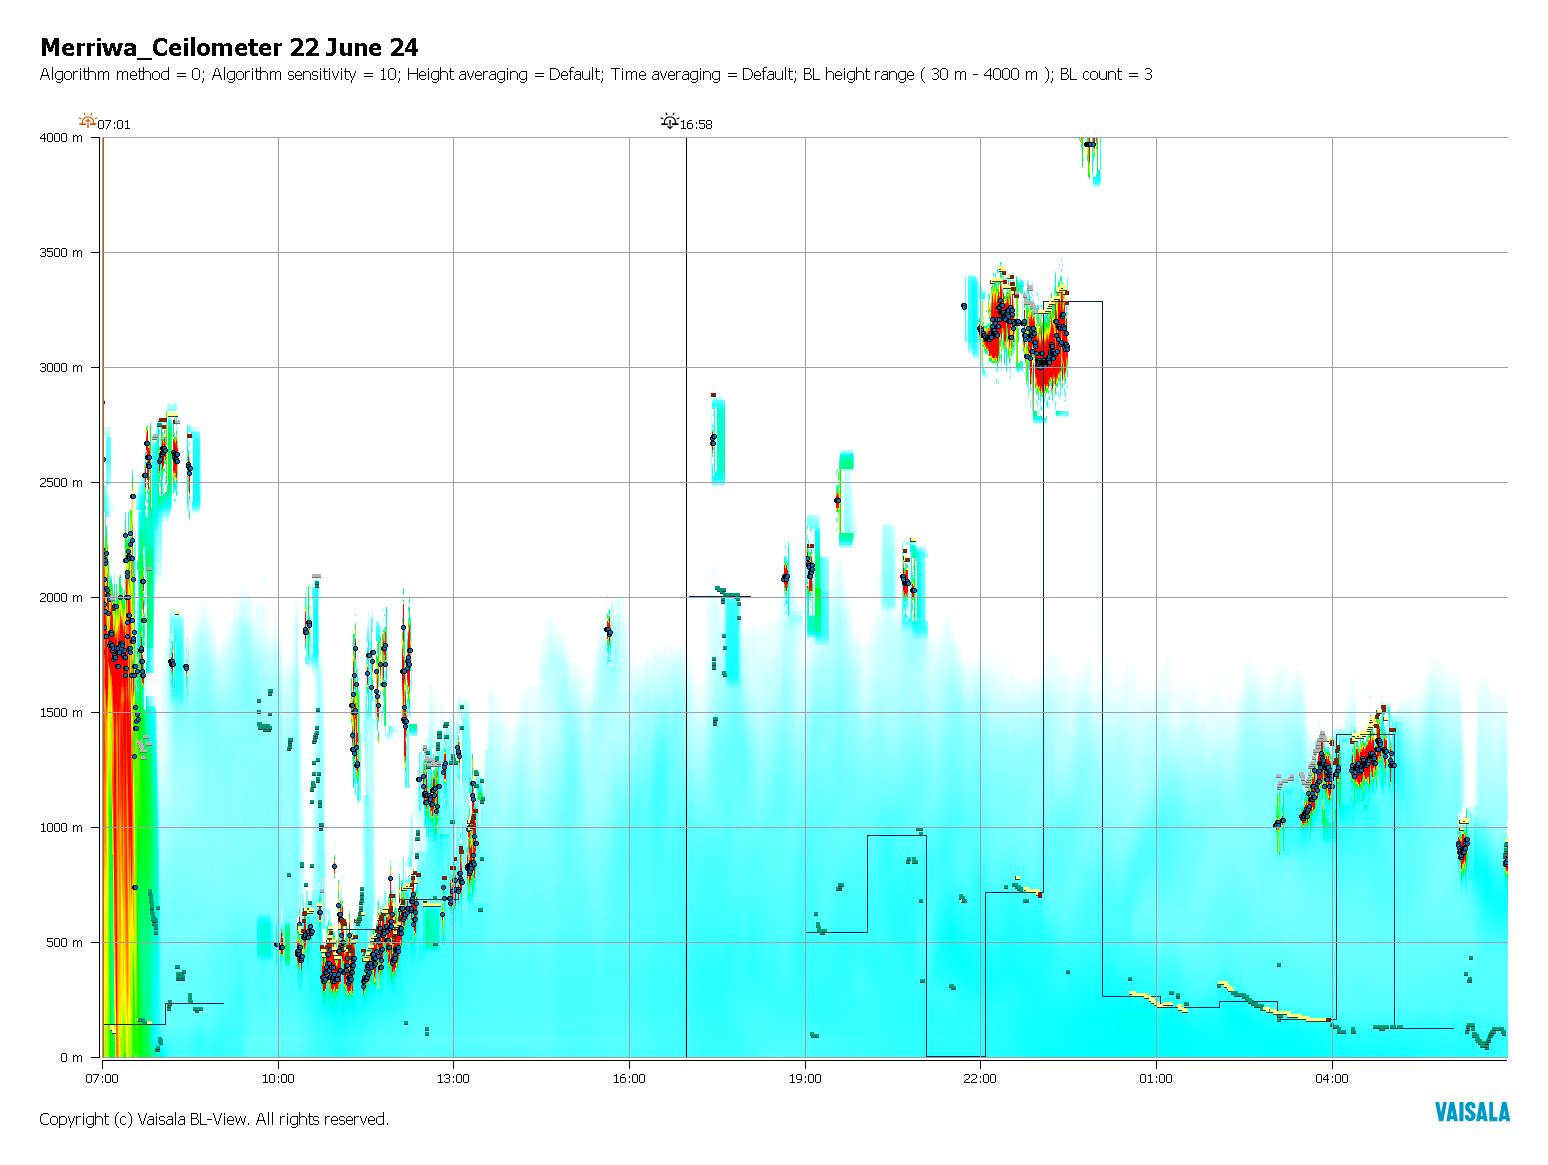 Merriwa_Ceilometer 22 June 24
Algorithm method = 0; Algorithm sensitivity = 10; Height averaging = Default; Time averaging = Default; BL height range ( 30 m - 4000 m ); BL count = 3
07:01
16:58
4000 m
3500 m
3000 m
2500 m
2000 m
1500 m
1000 m
500 m
0 m
07:00
10:00
13:00
16:00
19:00
22:00
01:00
04:00
Copyright (c) Vaisala BL-View. All rights reserved.
VAISALA